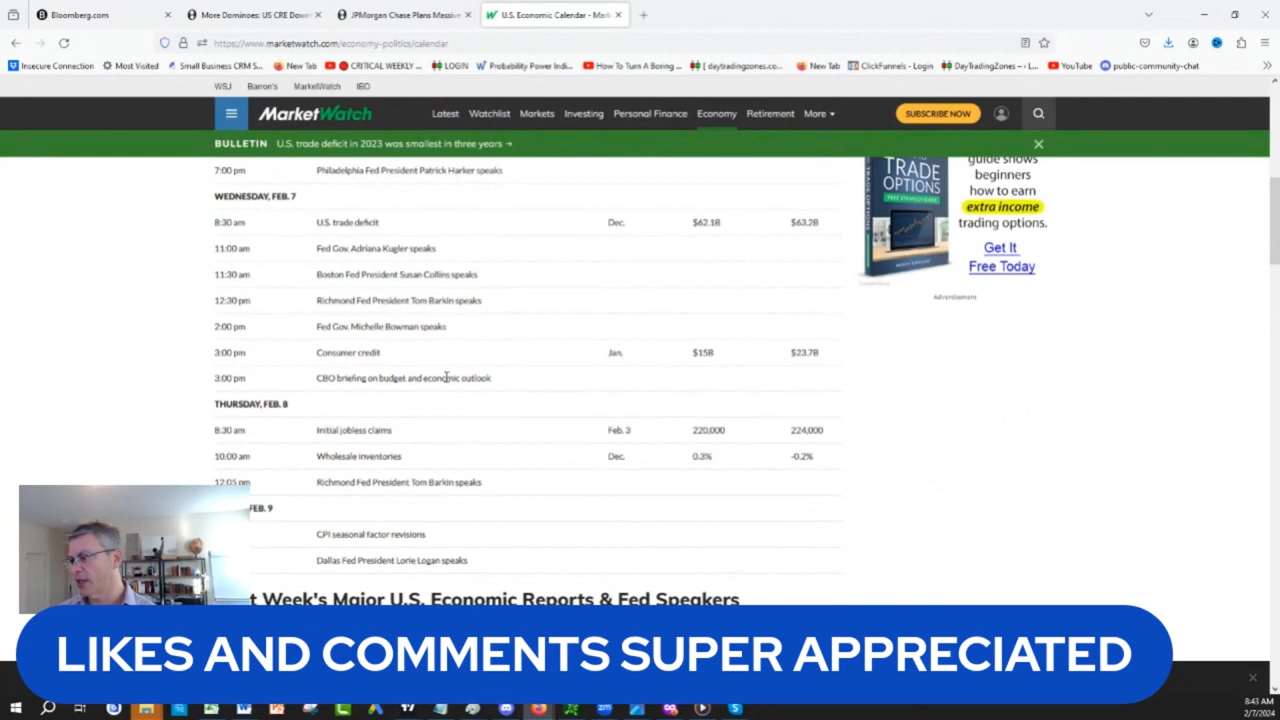 Bloomberg.com × More Dominoes: US CRE Down × JPMorgan Chase Plans Massive × U.S. Economic Calendar - Mark ×
https://www.marketwatch.com/economy-politics/calendar
Insecure Connection Most Visited Small Business CRM S... New Tab CRITICAL WEEKLY ... LOGIN Probability Power Indi... How To Turn A Boring ... [ daytradingzones.co... New Tab ClickFunnels - Login DayTradingZones – ‹ L... YouTube public-community-chat
WSJ Barron's MarketWatch IBD
MarketWatch Latest Watchlist Markets Investing Personal Finance Economy Retirement More SUBSCRIBE NOW
BULLETIN U.S. trade deficit in 2023 was smallest in three years →
7:00 pm Philadelphia Fed President Patrick Harker speaks
WEDNESDAY, FEB. 7
8:30 am U.S. trade deficit Dec. $62.1B $63.2B
11:00 am Fed Gov. Adriana Kugler speaks
11:30 am Boston Fed President Susan Collins speaks
12:30 pm Richmond Fed President Tom Barkin speaks
2:00 pm Fed Gov. Michelle Bowman speaks
3:00 pm Consumer credit Jan. $15B $23.7B
3:00 pm CBO briefing on budget and economic outlook
THURSDAY, FEB. 8
8:30 am Initial jobless claims Feb. 3 220,000 224,000
10:00 am Wholesale inventories Dec. 0.3% -0.2%
12:05 pm Richmond Fed President Tom Barkin speaks
FEB. 9
CPI seasonal factor revisions
Dallas Fed President Lorie Logan speaks
t Week's Major U.S. Economic Reports & Fed Speakers
TRADE
OPTIONS
FREE STRATEGY GUIDE
guide shows
beginners
how to earn
extra income
trading options.
Get It
Free Today
Advertisement
LIKES AND COMMENTS SUPER APPRECIATED
8:43 AM
2/7/2024